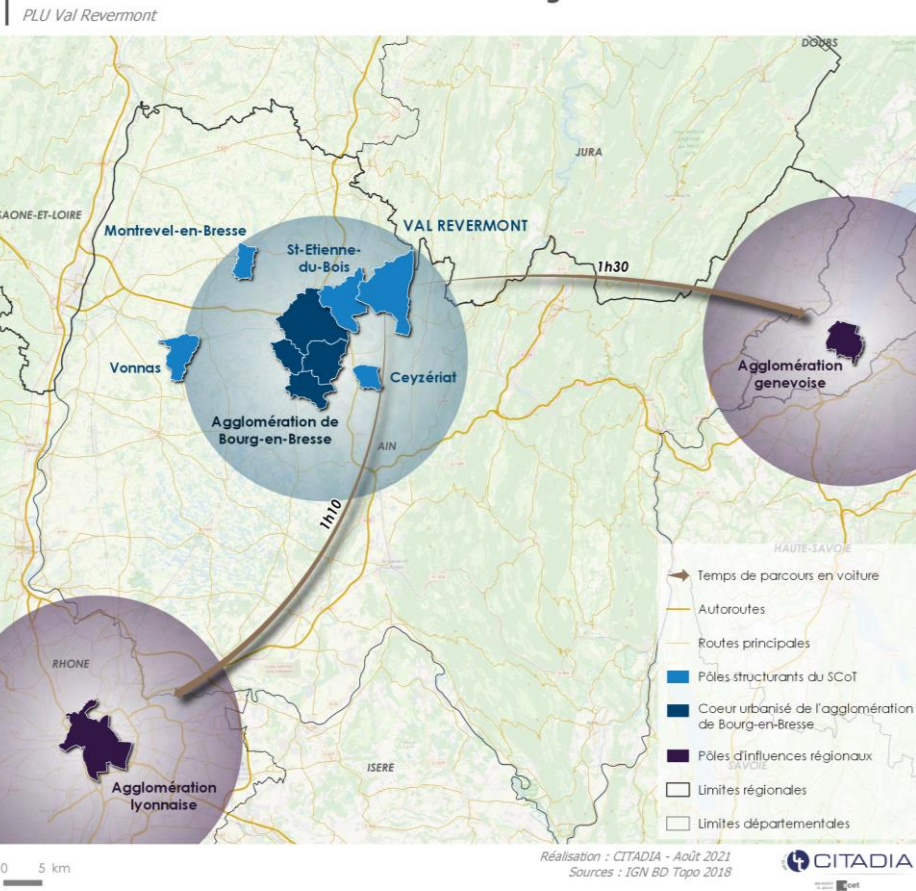 PLU Val Revermont
DOUBS
JURA
SAONE-ET-LOIRE
Montrevel-en-Bresse
VAL REVERMONT
St-Etienne-
du-Bois
1h30
Vonnas
Ceyzériat
Agglomération
genevoise
Agglomération de
Bourg-en-Bresse
AIN
1h10
HAUTE-SAVOIE
Temps de parcours en voiture
Autoroutes
Routes principales
RHONE
Pôles structurants du SCoT
Coeur urbanisé de l'agglomération
de Bourg-en-Bresse
Pôles d'influences régionaux
SAVOIE
ISERE
Agglomération
lyonnaise
Limites régionales
Limites départementales
0 5 km
Réalisation : CITADIA - Août 2021
Sources : IGN BD Topo 2018
CITADIA
cet